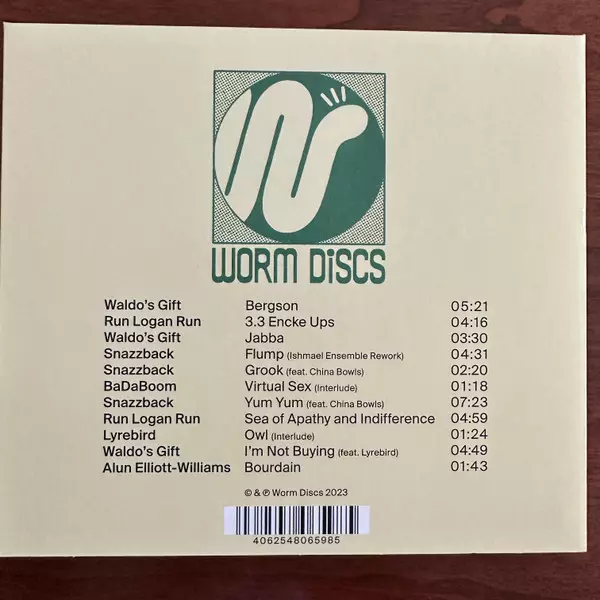 WORM DiSCS
Waldo's Gift Bergson 05:21
Run Logan Run 3.3 Encke Ups 04:16
Waldo's Gift Jabba 03:30
Snazzback Flump (Ishmael Ensemble Rework) 04:31
Snazzback Grook (feat. China Bowls) 02:20
BaDaBoom Virtual Sex (Interlude) 01:18
Snazzback Yum Yum (feat. China Bowls) 07:23
Run Logan Run Sea of Apathy and Indifference 04:59
Lyrebird Owl (Interlude) 01:24
Waldo's Gift I'm Not Buying (feat. Lyrebird) 04:49
Alun Elliott-Williams Bourdain 01:43
© & ℗ Worm Discs 2023
4062548065985